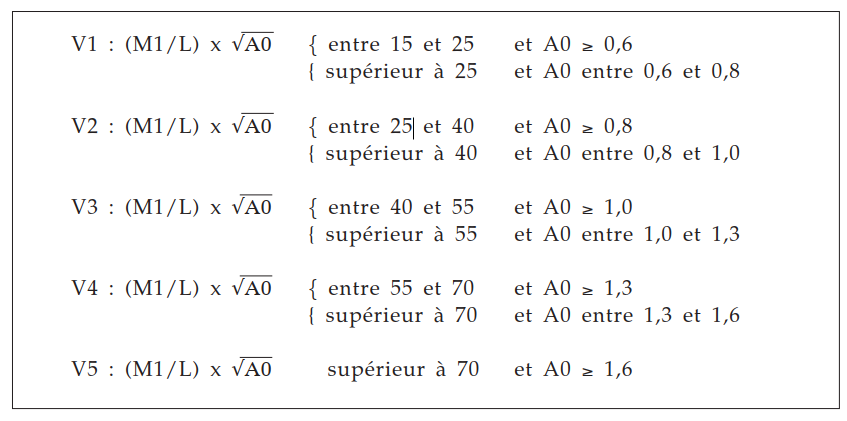 V1 : (M1/L) x √A0 { entre 15 et 25 et A0 ≥ 0,6
{ supérieur à 25 et A0 entre 0,6 et 0,8
V2 : (M1/L) x √A0 { entre 25 et 40 et A0 ≥ 0,8
{ supérieur à 40 et A0 entre 0,8 et 1,0
V3 : (M1/L) x √A0 { entre 40 et 55 et A0 ≥ 1,0
{ supérieur à 55 et A0 entre 1,0 et 1,3
V4 : (M1/L) x √A0 { entre 55 et 70 et A0 ≥ 1,3
{ supérieur à 70 et A0 entre 1,3 et 1,6
V5 : (M1/L) x √A0 supérieur à 70 et A0 ≥ 1,6